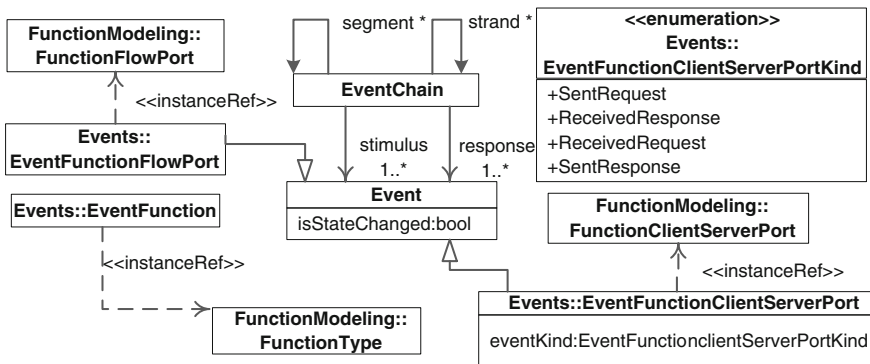 FunctionModeling::
FunctionFlowPort
<<instanceRef>>
Events::
EventFunctionFlowPort
segment *
strand *
EventChain
stimulus
1..*
response
1..*
Event
isStateChanged:bool
<<enumeration>>
Events::
EventFunctionClientServerPortKind
+SentRequest
+ReceivedResponse
+ReceivedRequest
+SentResponse
Events::EventFunction
<<instanceRef>>
FunctionModeling::
FunctionType
FunctionModeling::
FunctionClientServerPort
<<instanceRef>>
Events::EventFunctionClientServerPort
eventKind:EventFunctionclientServerPortKind